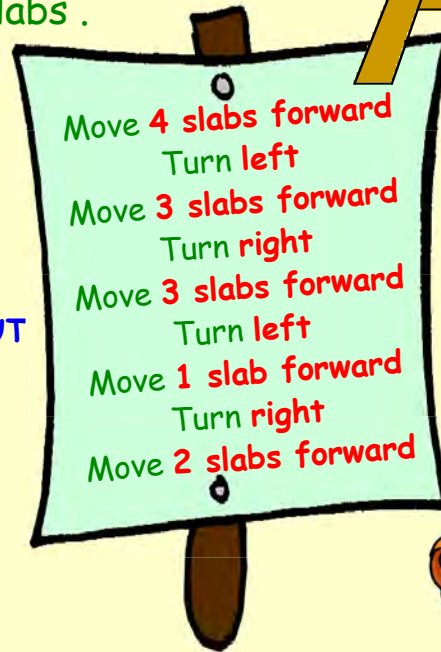 labs .
Move 4 slabs forward
Turn left
Move 3 slabs forward
Turn right
Move 3 slabs forward
UT
Turn left
Move 1 slab forward
Turn right
Move 2 slabs forward